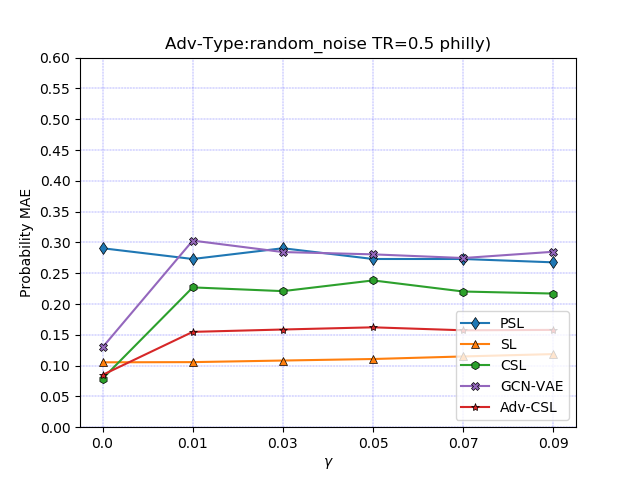 Adv-Type:random_noise TR=0.5 philly)
Probability MAE
0.60
0.55
0.50
0.45
0.40
0.35
0.30
0.25
0.20
0.15
0.10
0.05
0.00
PSL
SL
CSL
GCN-VAE
Adv-CSL
0.0 0.01 0.03 0.05 0.07 0.09
γ